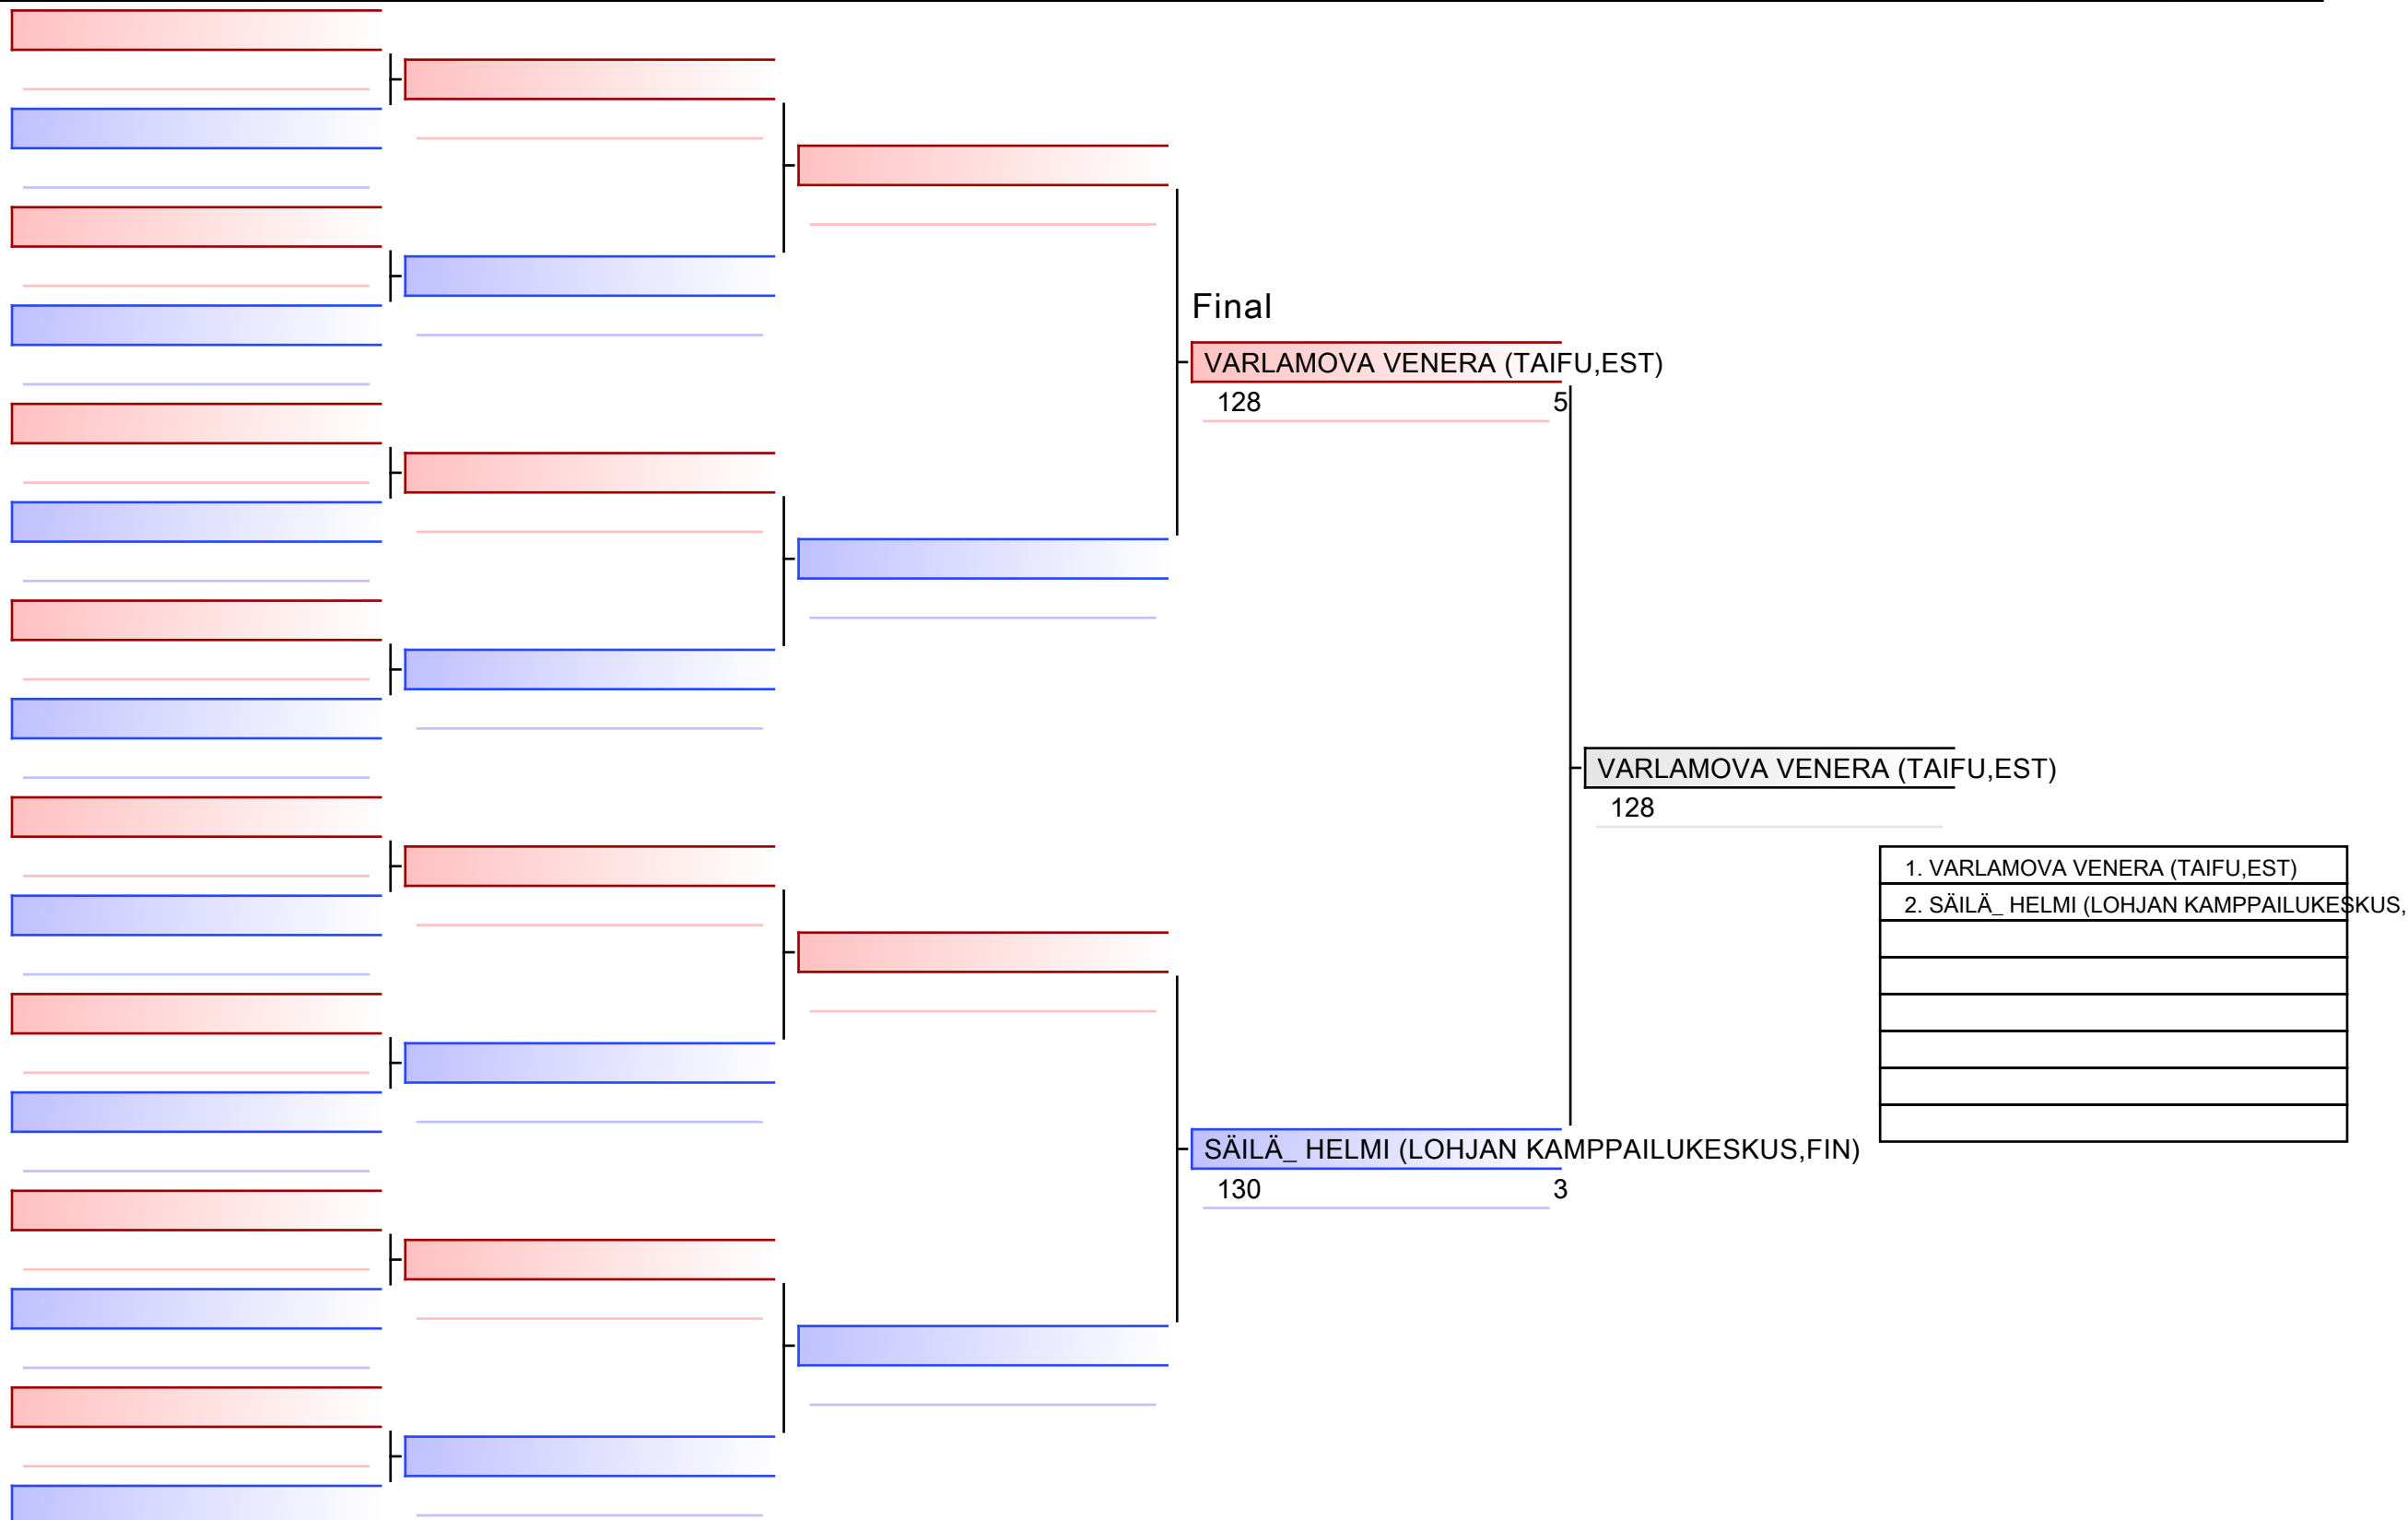 Final
VARLAMOVA VENERA (TAIFU,EST)
128 5
VARLAMOVA VENERA (TAIFU,EST)
128
1. VARLAMOVA VENERA (TAIFU,EST)
2. SÄILÄ_ HELMI (LOHJAN KAMPPAILUKESKUS,
SÄILÄ_ HELMI (LOHJAN KAMPPAILUKESKUS,FIN)
130 3